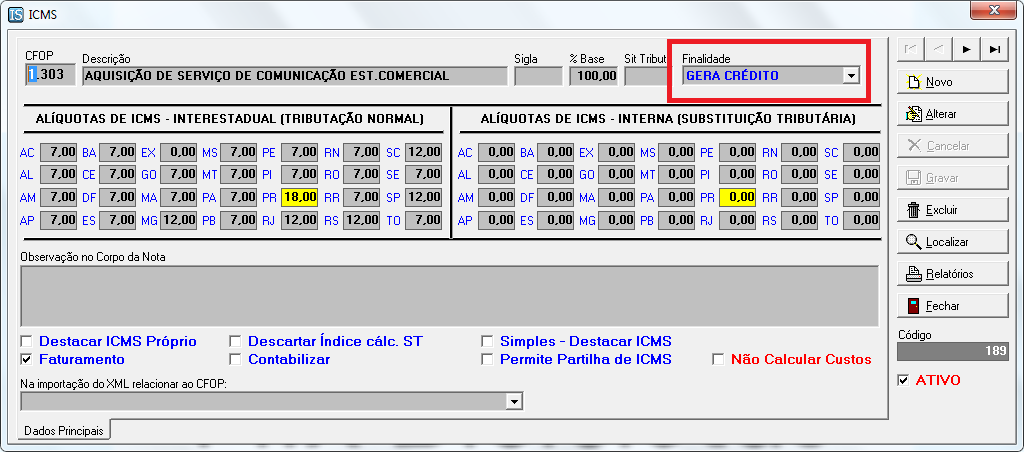 IS ICMS
CFOP Descrição Sigla % Base Sit Tribut Finalidade
1.303 AQUISIÇÃO DE SERVIÇO DE COMUNICAÇÃO EST.COMERCIAL 100,00 GERA CRÉDITO
ALÍQUOTAS DE ICMS - INTERESTADUAL (TRIBUTAÇÃO NORMAL) ALÍQUOTAS DE ICMS - INTERNA (SUBSTITUIÇÃO TRIBUTÁRIA)
AC 7,00 BA 7,00 EX 0,00 MS 7,00 PE 7,00 RN 7,00 SC 12,00 AC 0,00 BA 0,00 EX 0,00 MS 0,00 PE 0,00 RN 0,00 SC 0,00
AL 7,00 CE 7,00 GO 7,00 MT 7,00 PI 7,00 RO 7,00 SE 7,00 AL 0,00 CE 0,00 GO 0,00 MT 0,00 PI 0,00 RO 0,00 SE 0,00
AM 7,00 DF 7,00 MA 7,00 PA 7,00 PR 18,00 RR 7,00 SP 12,00 AM 0,00 DF 0,00 MA 0,00 PA 0,00 PR 0,00 RR 0,00 SP 0,00
AP 7,00 ES 7,00 MG 12,00 PB 7,00 RJ 12,00 RS 12,00 TO 7,00 AP 0,00 ES 0,00 MG 0,00 PB 0,00 RJ 0,00 RS 0,00 TO 0,00
Observação no Corpo da Nota
Destacar ICMS Próprio Descartar Índice cálc. ST Simples - Destacar ICMS
Faturamento Contabilizar Permite Partilha de ICMS Não Calcular Custos
Na importação do XML relacionar ao CFOP:
Dados Principais
Novo
Alterar
Cancelar
Gravar
Excluir
Localizar
Relatórios
Fechar
Código
189
ATIVO